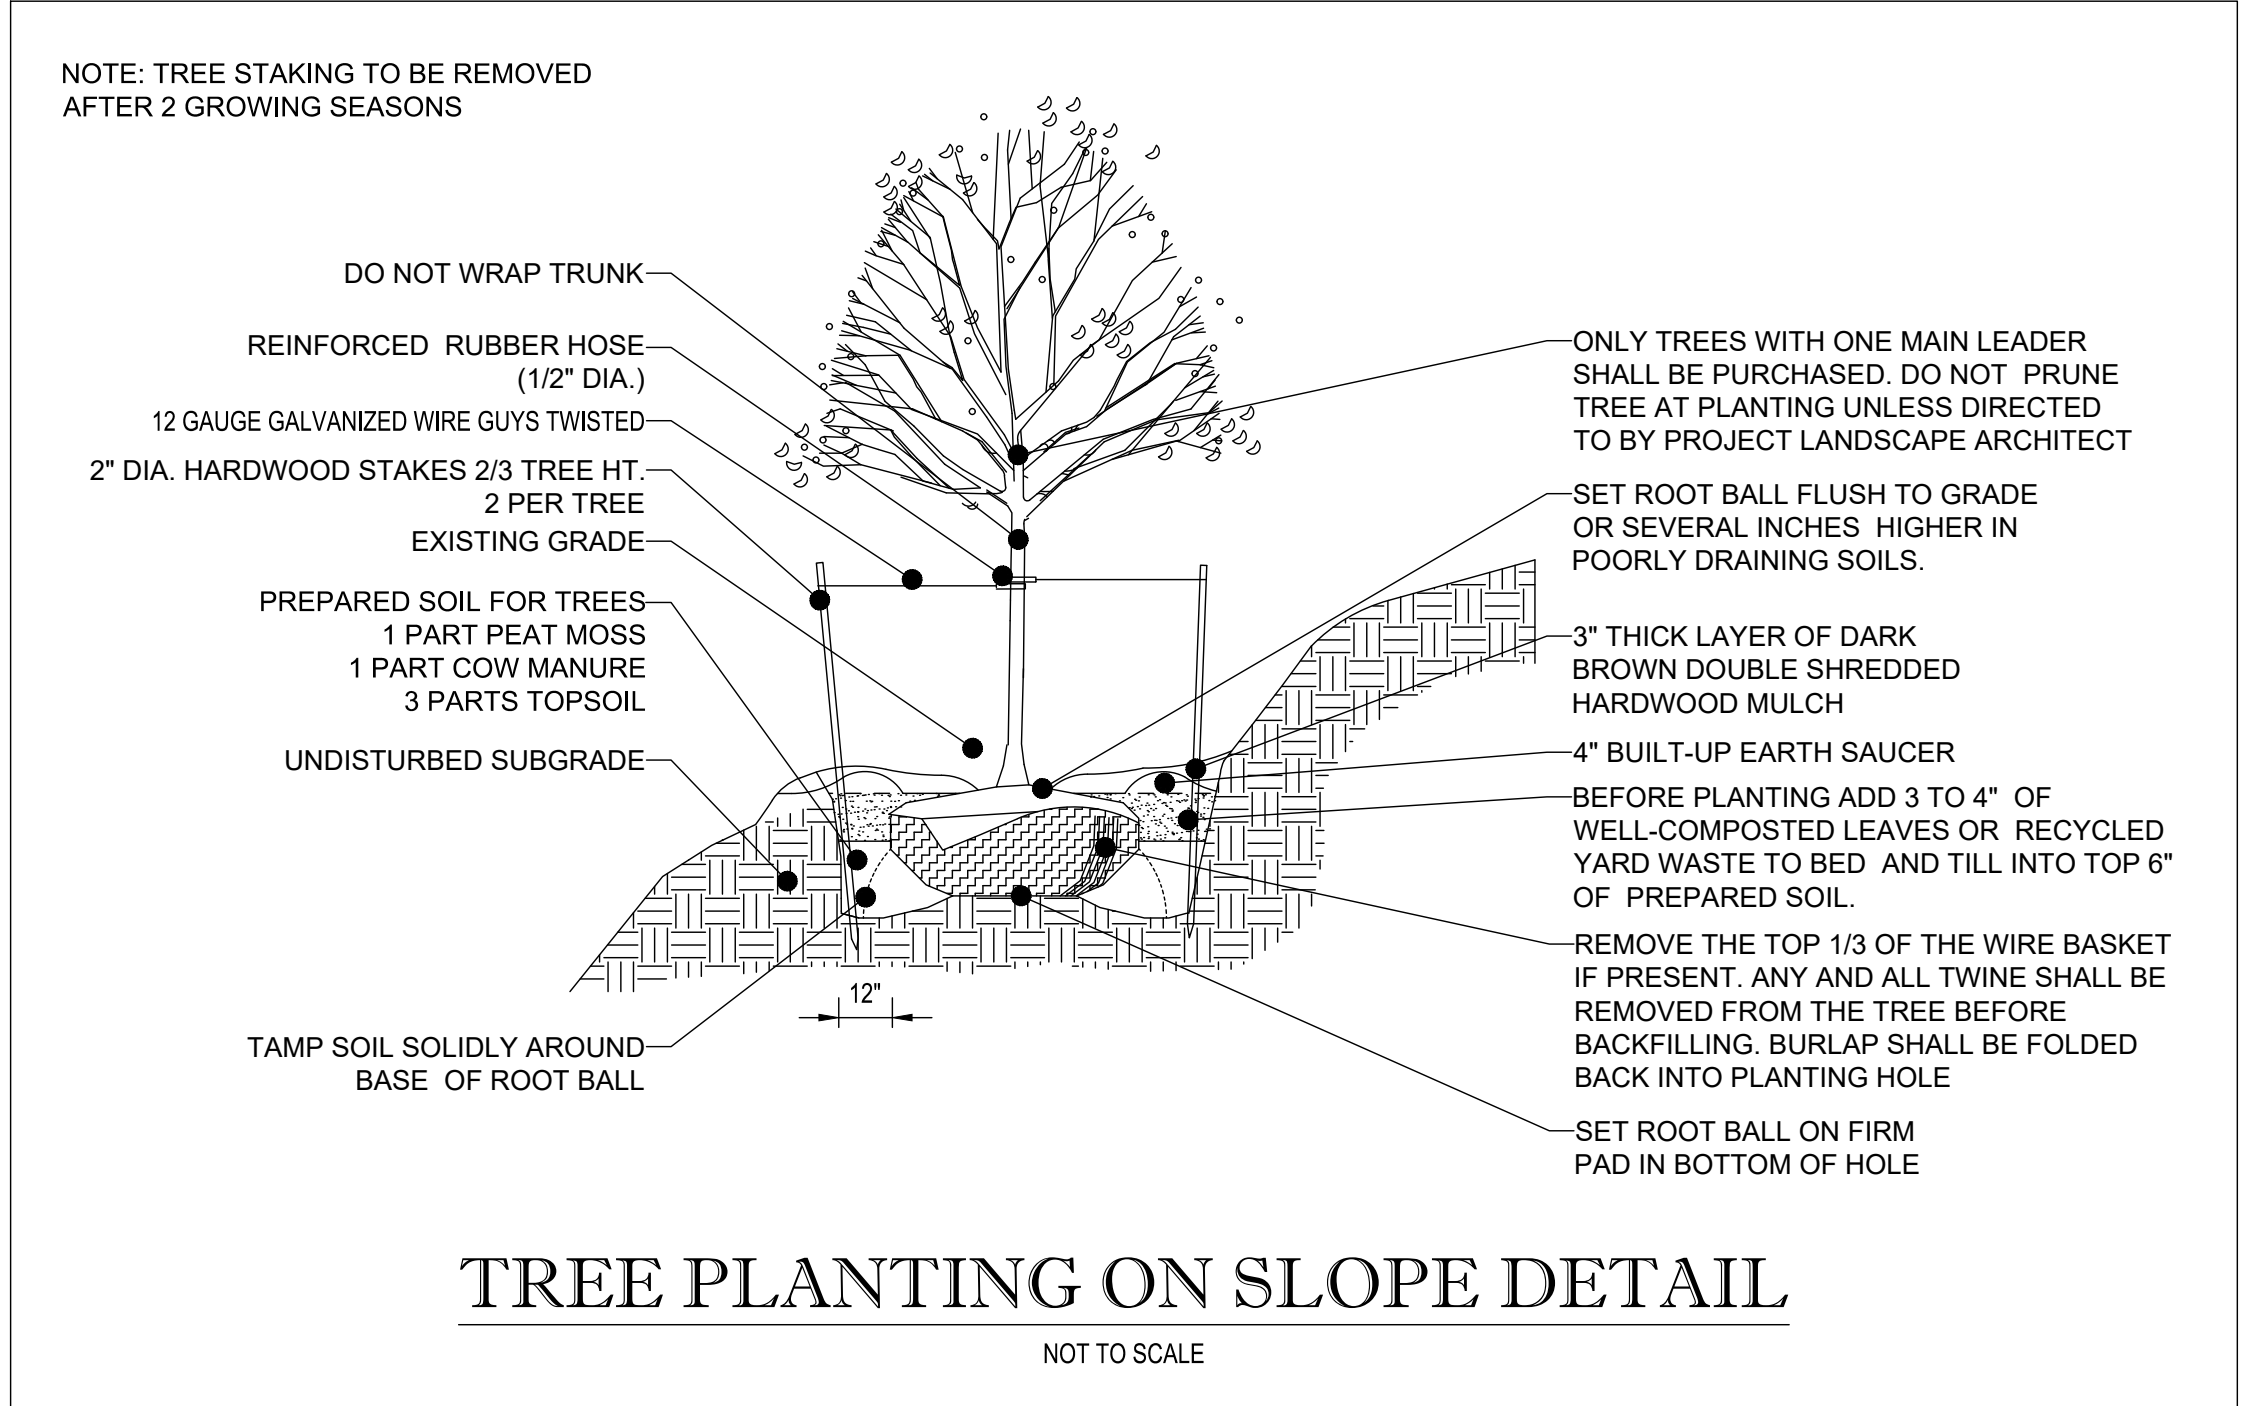 NOTE: TREE STAKING TO BE REMOVED
AFTER 2 GROWING SEASONS
DO NOT WRAP TRUNK
REINFORCED RUBBER HOSE
(1/2" DIA.)
12 GAUGE GALVANIZED WIRE GUYS TWISTED
2" DIA. HARDWOOD STAKES 2/3 TREE HT.
2 PER TREE
EXISTING GRADE
PREPARED SOIL FOR TREES
1 PART PEAT MOSS
1 PART COW MANURE
3 PARTS TOPSOIL
UNDISTURBED SUBGRADE
TAMP SOIL SOLIDLY AROUND
BASE OF ROOT BALL
12"
ONLY TREES WITH ONE MAIN LEADER
SHALL BE PURCHASED. DO NOT PRUNE
TREE AT PLANTING UNLESS DIRECTED
TO BY PROJECT LANDSCAPE ARCHITECT
SET ROOT BALL FLUSH TO GRADE
OR SEVERAL INCHES HIGHER IN
POORLY DRAINING SOILS.
3" THICK LAYER OF DARK
BROWN DOUBLE SHREDDED
HARDWOOD MULCH
4" BUILT-UP EARTH SAUCER
BEFORE PLANTING ADD 3 TO 4" OF
WELL-COMPOSTED LEAVES OR RECYCLED
YARD WASTE TO BED AND TILL INTO TOP 6"
OF PREPARED SOIL.
REMOVE THE TOP 1/3 OF THE WIRE BASKET
IF PRESENT. ANY AND ALL TWINE SHALL BE
REMOVED FROM THE TREE BEFORE
BACKFILLING. BURLAP SHALL BE FOLDED
BACK INTO PLANTING HOLE
SET ROOT BALL ON FIRM
PAD IN BOTTOM OF HOLE
TREE PLANTING ON SLOPE DETAIL
NOT TO SCALE